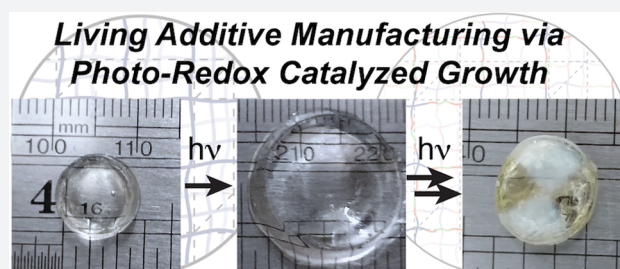 Living Additive Manufacturing via
Photo-Redox Catalyzed Growth
mm
100 110
hν
210 220
hν
0
4
16